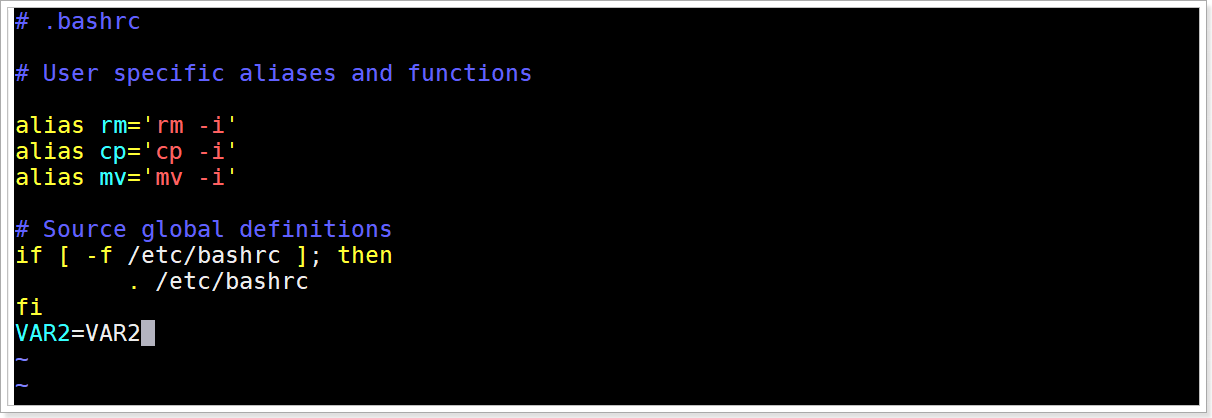 # .bashrc
# User specific aliases and functions
alias rm='rm -i'
alias cp='cp -i'
alias mv='mv -i'
# Source global definitions
if [ -f /etc/bashrc ]; then
        . /etc/bashrc
fi
VAR2=VAR2
~
~